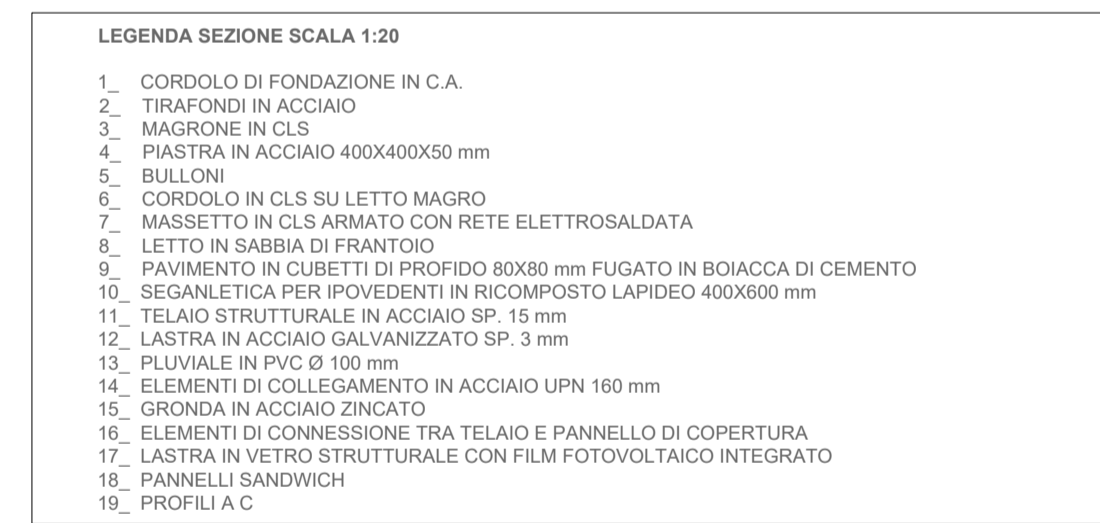 LEGENDA SEZIONE SCALA 1:20
1_ CORDOLO DI FONDAZIONE IN C.A.
2_ TIRAFONDI IN ACCIAIO
3_ MAGRONE IN CLS
4_ PIASTRA IN ACCIAIO 400X400X50 mm
5_ BULLONI
6_ CORDOLO IN CLS SU LETTO MAGRO
7_ MASSETTO IN CLS ARMATO CON RETE ELETTROSALDATA
8_ LETTO IN SABBIA DI FRANTOIO
9_ PAVIMENTO IN CUBETTI DI PROFIDO 80X80 mm FUGATO IN BOIACCA DI CEMENTO
10_ SEGANLETICA PER IPOVEDENTI IN RICOMPOSTO LAPIDEO 400X600 mm
11_ TELAIO STRUTTURALE IN ACCIAIO SP. 15 mm
12_ LASTRA IN ACCIAIO GALVANIZZATO SP. 3 mm
13_ PLUVIALE IN PVC Ø 100 mm
14_ ELEMENTI DI COLLEGAMENTO IN ACCIAIO UPN 160 mm
15_ GRONDA IN ACCIAIO ZINCATO
16_ ELEMENTI DI CONNESSIONE TRA TELAIO E PANNELLO DI COPERTURA
17_ LASTRA IN VETRO STRUTTURALE CON FILM FOTOVOLTAICO INTEGRATO
18_ PANNELLI SANDWICH
19_ PROFILI A C